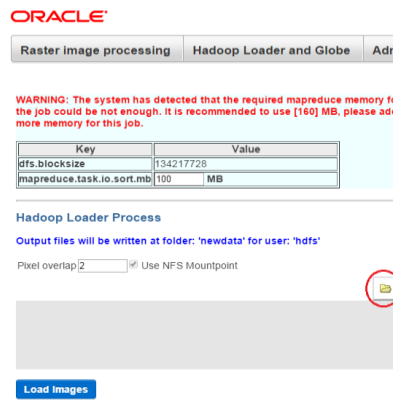 ORACLE
Raster image processing Hadoop Loader and Globe
WARNING: The system has detected that the required mapreduce memory
the job could be not enough. It is recommended to use [160] MB, please
more memory for this job.
Key Value
dfs.blocksize 134217728
mapreduce.task.io.sort.mb 100 MB
Hadoop Loader Process
Output files will be written at folder: 'newdata' for user: 'hdfs'
Pixel overlap 2 Use NFS Mountpoint
Load Images